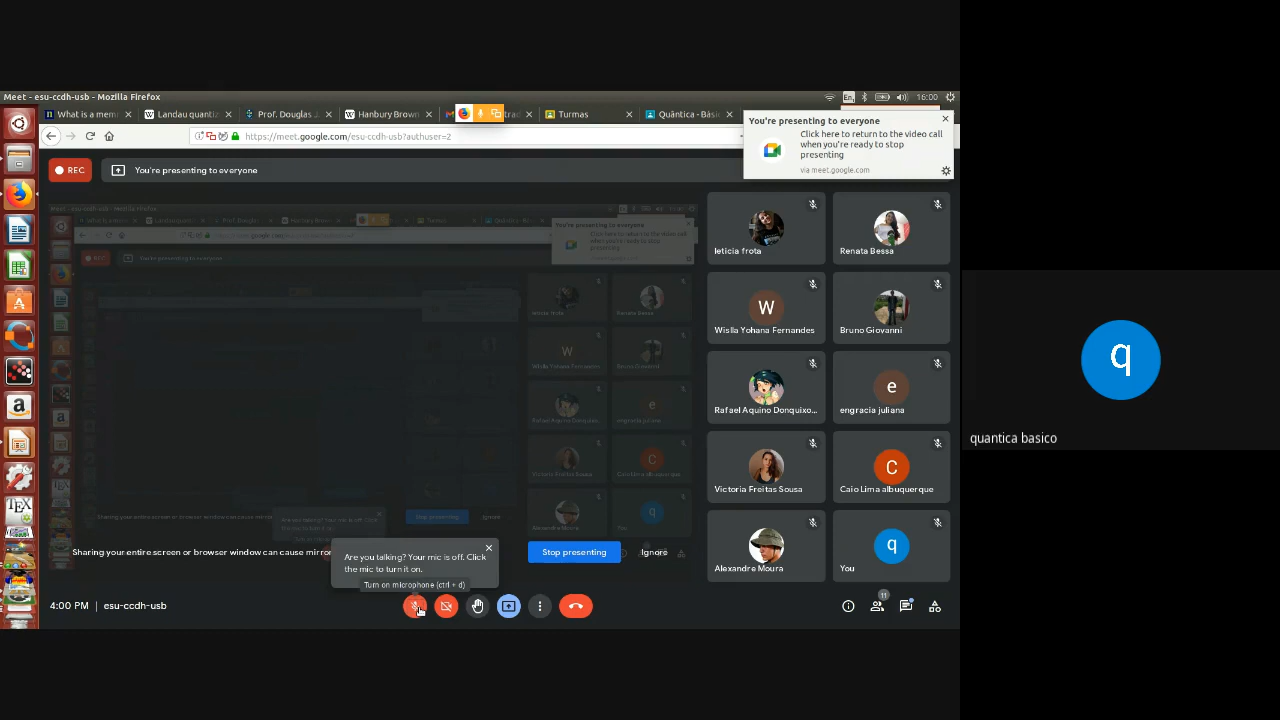 Meet - esu-ccdh-usb - Mozilla Firefox
En
16:00
What is a mem
Landau quanti
Prof. Douglas
Hanbury Brown
Turmas
Quântica - Bási
https://meet.google.com/esu-ccdh-usb?authuser=2
You're presenting to everyone
Click here to return to the video call
when you're ready to stop
presenting
via meet.google.com
REC
You're presenting to everyone
leticia frota
Renata Bessa
W
Wislla Yohana Fernandes
Bruno Giovanni
e
Rafael Aquino Donquixo...
engracia juliana
C
Victoria Freitas Sousa
Caio Lima albuquerque
q
Alexandre Moura
You
Sharing your entire screen or browser window can cause mirror
Stop presenting
Ignore
Are you talking? Your mic is off. Click
the mic to turn it on.
Turn on microphone (ctrl + d)
4:00 PM | esu-ccdh-usb
11
q
quantica basico